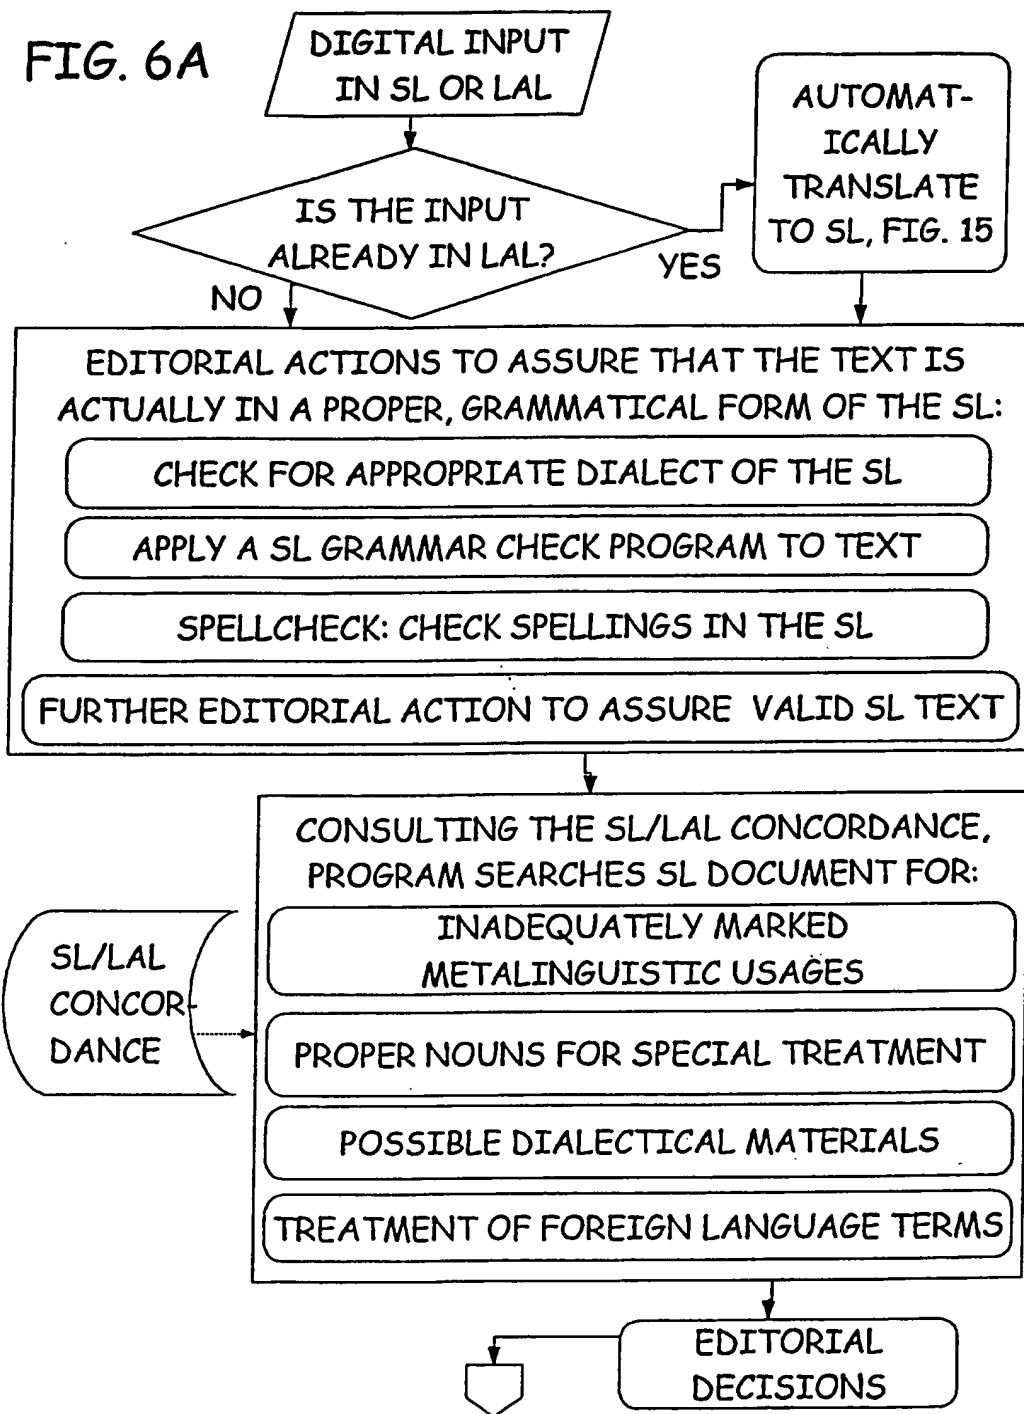 FIG. 6A
DIGITAL INPUT
IN SL OR LAL
IS THE INPUT
ALREADY IN LAL?
YES
NO
AUTOMAT-
ICALLY
TRANSLATE
TO SL, FIG. 15
EDITORIAL ACTIONS TO ASSURE THAT THE TEXT IS
ACTUALLY IN A PROPER, GRAMMATICAL FORM OF THE SL:
CHECK FOR APPROPRIATE DIALECT OF THE SL
APPLY A SL GRAMMAR CHECK PROGRAM TO TEXT
SPELLCHECK: CHECK SPELLINGS IN THE SL
FURTHER EDITORIAL ACTION TO ASSURE VALID SL TEXT
SL/LAL
CONCOR-
DANCE
CONSULTING THE SL/LAL CONCORDANCE,
PROGRAM SEARCHES SL DOCUMENT FOR:
INADEQUATELY MARKED
METALINGUISTIC USAGES
PROPER NOUNS FOR SPECIAL TREATMENT
POSSIBLE DIALECTICAL MATERIALS
TREATMENT OF FOREIGN LANGUAGE TERMS
EDITORIAL
DECISIONS